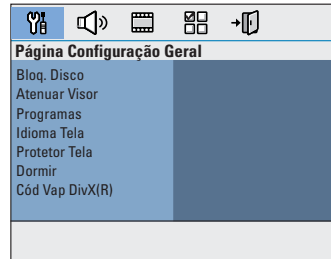 Página Configuração Geral
Bloq. Disco
Atenuar Visor
Programas
Idioma Tela
Protetor Tela
Dormir
Cód Vap DivX(R)